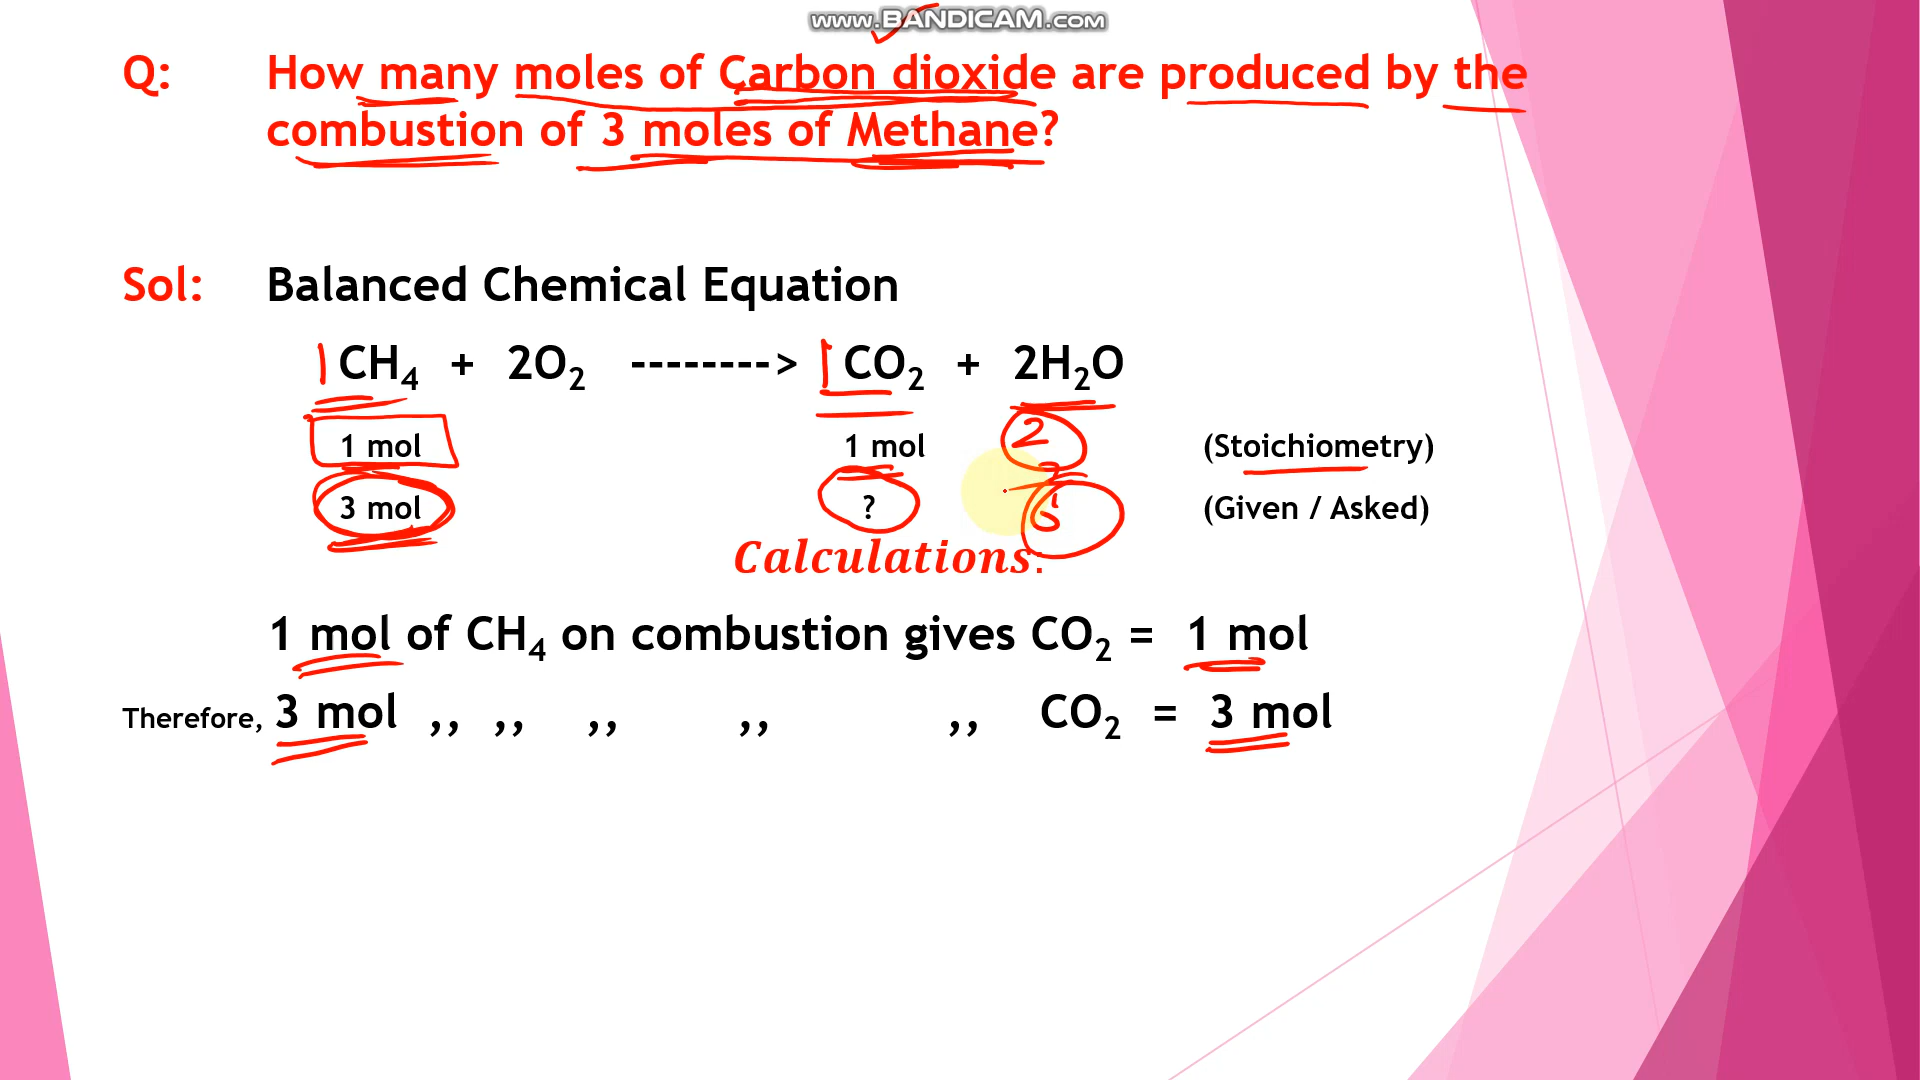 www.BANDICAM.com
Q: How many moles of Carbon dioxide are produced by the
combustion of 3 moles of Methane?
Sol: Balanced Chemical Equation
1 CH₄ + 2O₂ --------> 1 CO₂ + 2H₂O
1 mol 1 mol 2 (Stoichiometry)
3 mol ? (Given / Asked)
Calculations:
1 mol of CH₄ on combustion gives CO₂ = 1 mol
Therefore, 3 mol ,, ,, ,, ,, ,, CO₂ = 3 mol